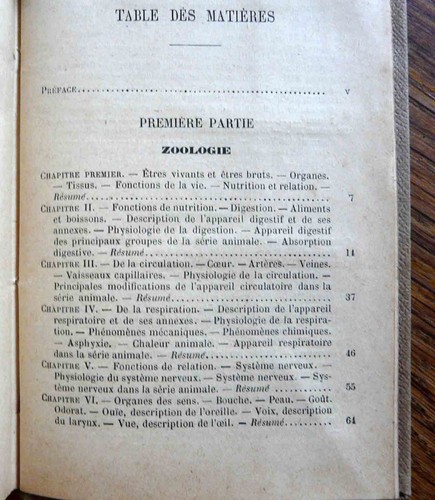 TABLE DES MATIÈRES
PRÉFACE v
PREMIÈRE PARTIE
ZOOLOGIE
CHAPITRE PREMIER. — Êtres vivants et êtres bruts. — Organes.
— Tissus. — Fonctions de la vie. — Nutrition et relation. —
Résumé 7
CHAPITRE II. — Fonctions de nutrition. — Digestion. — Aliments
et boissons. — Description de l'appareil digestif et de ses
annexes. — Physiologie de la digestion. — Appareil digestif
des principaux groupes de la série animale. — Absorption
digestive. — Résumé 14
CHAPITRE III. — De la circulation. — Cœur. — Artères. — Veines.
— Vaisseaux capillaires. — Physiologie de la circulation. —
Principales modifications de l'appareil circulatoire dans la
série animale. — Résumé 37
CHAPITRE IV. — De la respiration. — Description de l'appareil
respiratoire et de ses annexes. — Physiologie de la respira-
tion. — Phénomènes mécaniques. — Phénomènes chimiques.
— Asphyxie. — Chaleur animale. — Appareil respiratoire
dans la série animale. — Résumé 46
CHAPITRE V. — Fonctions de relation. — Système nerveux. —
Physiologie du système nerveux. — Système nerveux. — Sys-
tème nerveux dans la série animale. — Résumé 55
CHAPITRE VI. — Organes des sens. — Bouche. — Peau. — Goût.
Odorat. — Ouïe, description de l'oreille. — Voix, description
du larynx. — Vue, description de l'œil. — Résumé 64